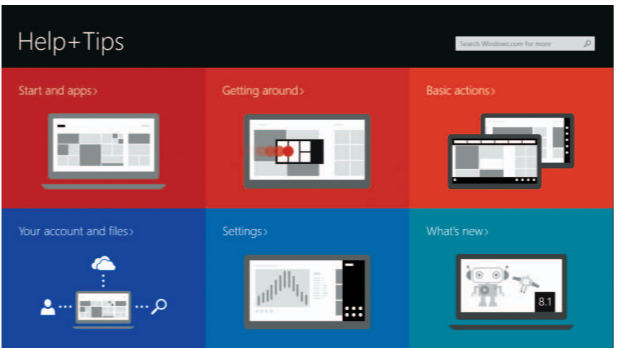 Help+Tips
Search Windows.com for more
Start and apps›
Getting around›
Basic actions›
Your account and files›
Settings›
What's new›
8.1